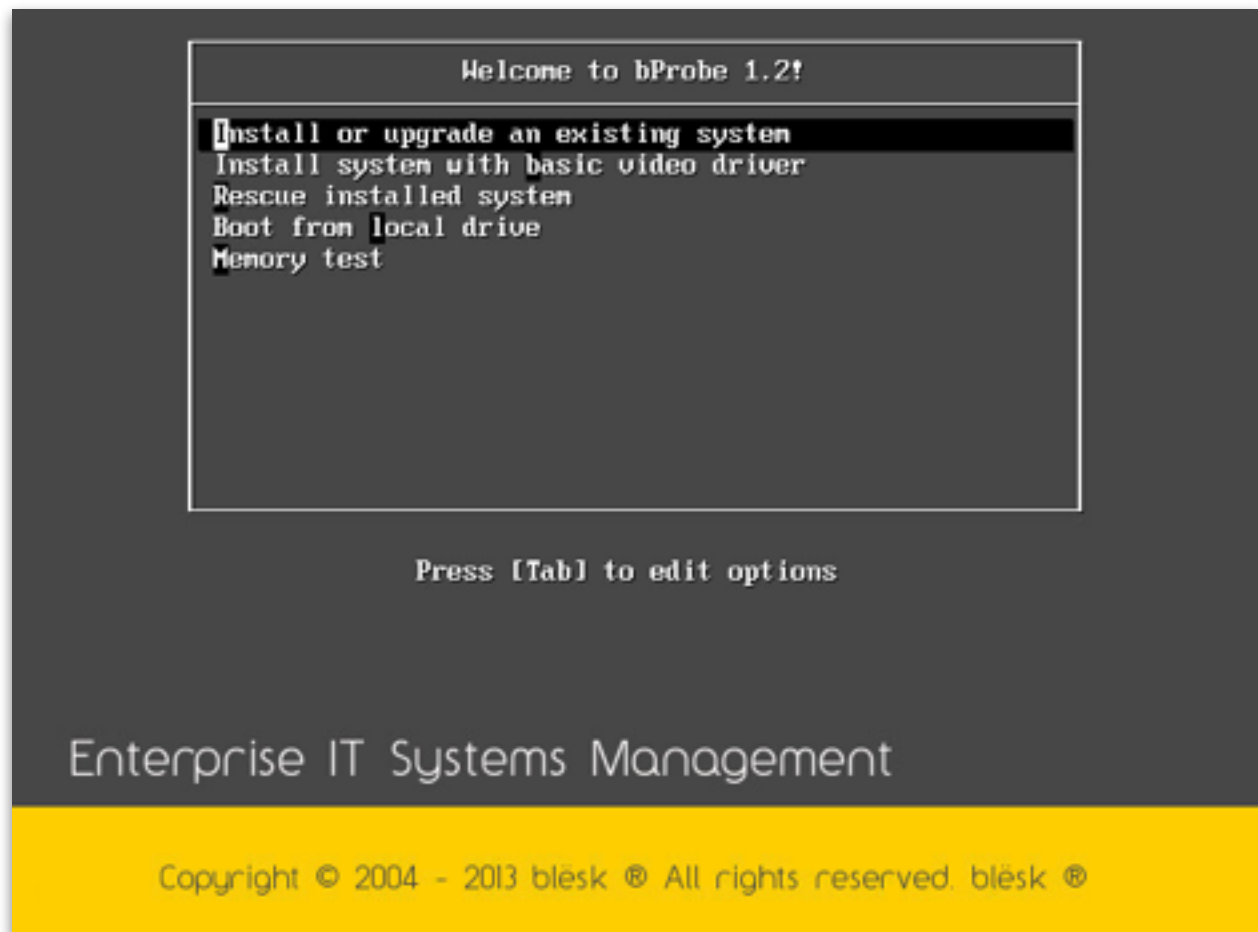 Welcome to bProbe 1.2!
Install or upgrade an existing system
Install system with basic video driver
Rescue installed system
Boot from local drive
Memory test
Press [Tab] to edit options
Enterprise IT Systems Management
Copyright © 2004 - 2013 blësk ® All rights reserved. blësk ®